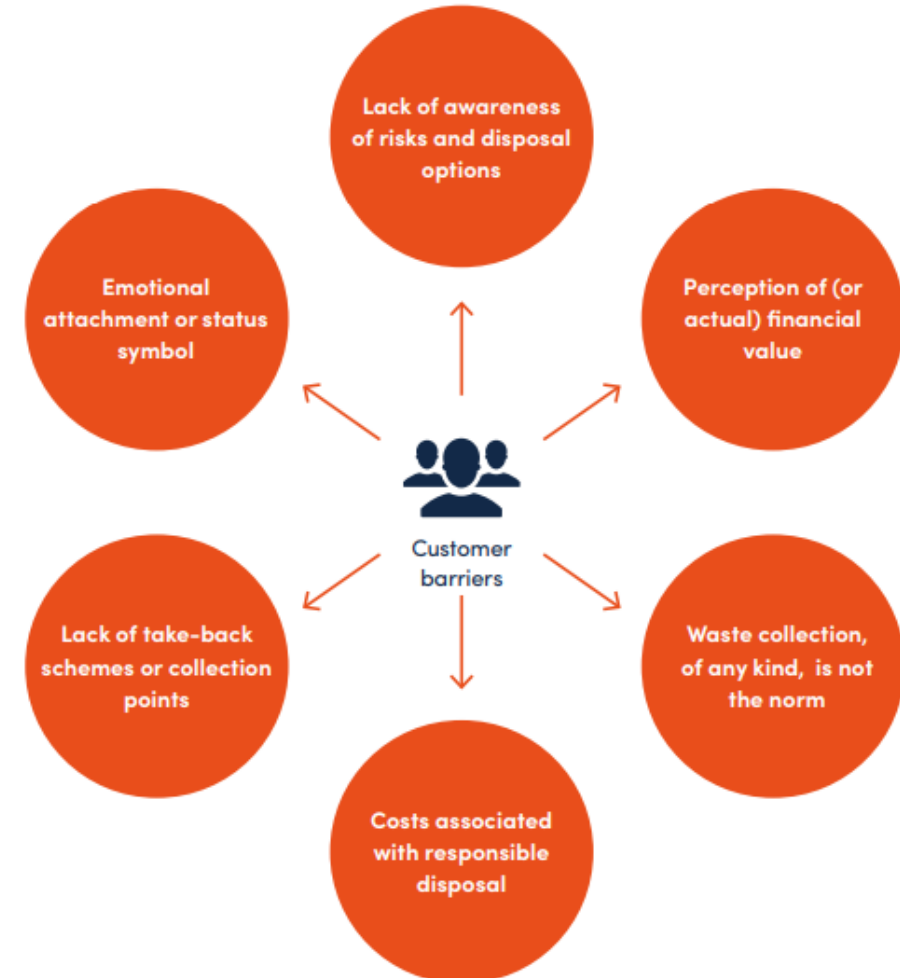 Lack of awareness
of risks and disposal
options
Emotional
attachment or status
symbol
Perception of (or
actual) financial
value
Customer
barriers
Lack of take-back
schemes or collection
points
Waste collection,
of any kind, is not
the norm
Costs associated
with responsible
disposal